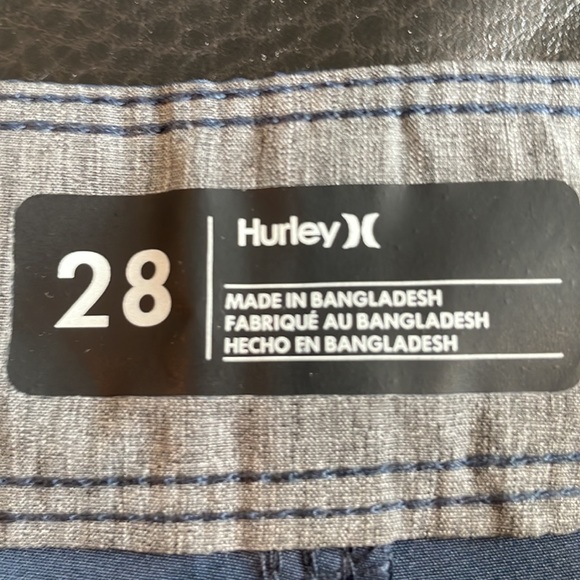 28
Hurley
MADE IN BANGLADESH
FABRIQUÉ AU BANGLADESH
HECHO EN BANGLADESH